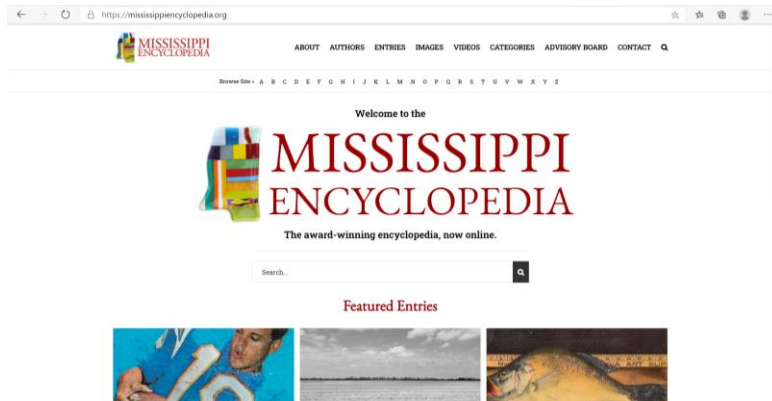 https://mississippiencyclopedia.org
MISSISSIPPI
ENCYCLOPEDIA
ABOUT AUTHORS ENTRIES IMAGES VIDEOS CATEGORIES ADVISORY BOARD CONTACT
Browse Site » A B C D E F G H I J K L M N O P Q R S T U V W X Y Z
Welcome to the
MISSISSIPPI
ENCYCLOPEDIA
The award-winning encyclopedia, now online.
Search...
Featured Entries